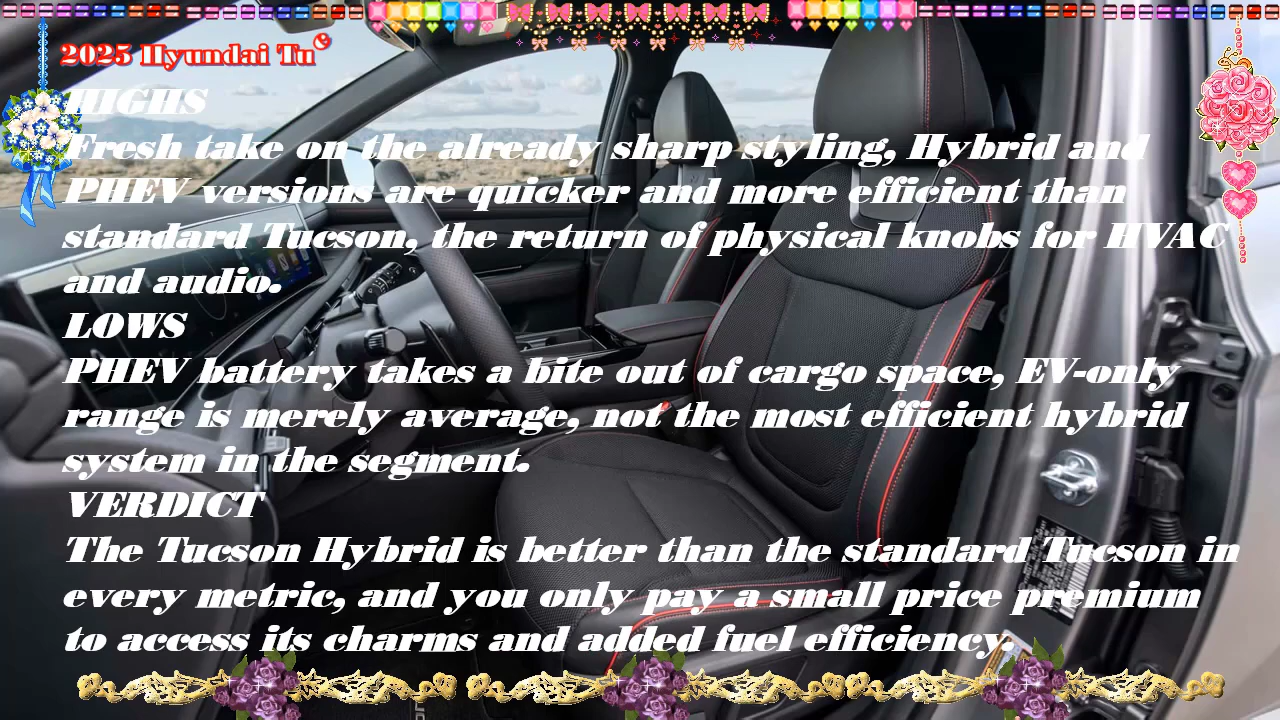 2025 Hyundai Tu
HIGHS
Fresh take on the already sharp styling, Hybrid and
PHEV versions are quicker and more efficient than
standard Tucson, the return of physical knobs for HVAC
and audio.
LOWS
PHEV battery takes a bite out of cargo space, EV-only
range is merely average, not the most efficient hybrid
system in the segment.
VERDICT
The Tucson Hybrid is better than the standard Tucson in
every metric, and you only pay a small price premium
to access its charms and added fuel efficiency.